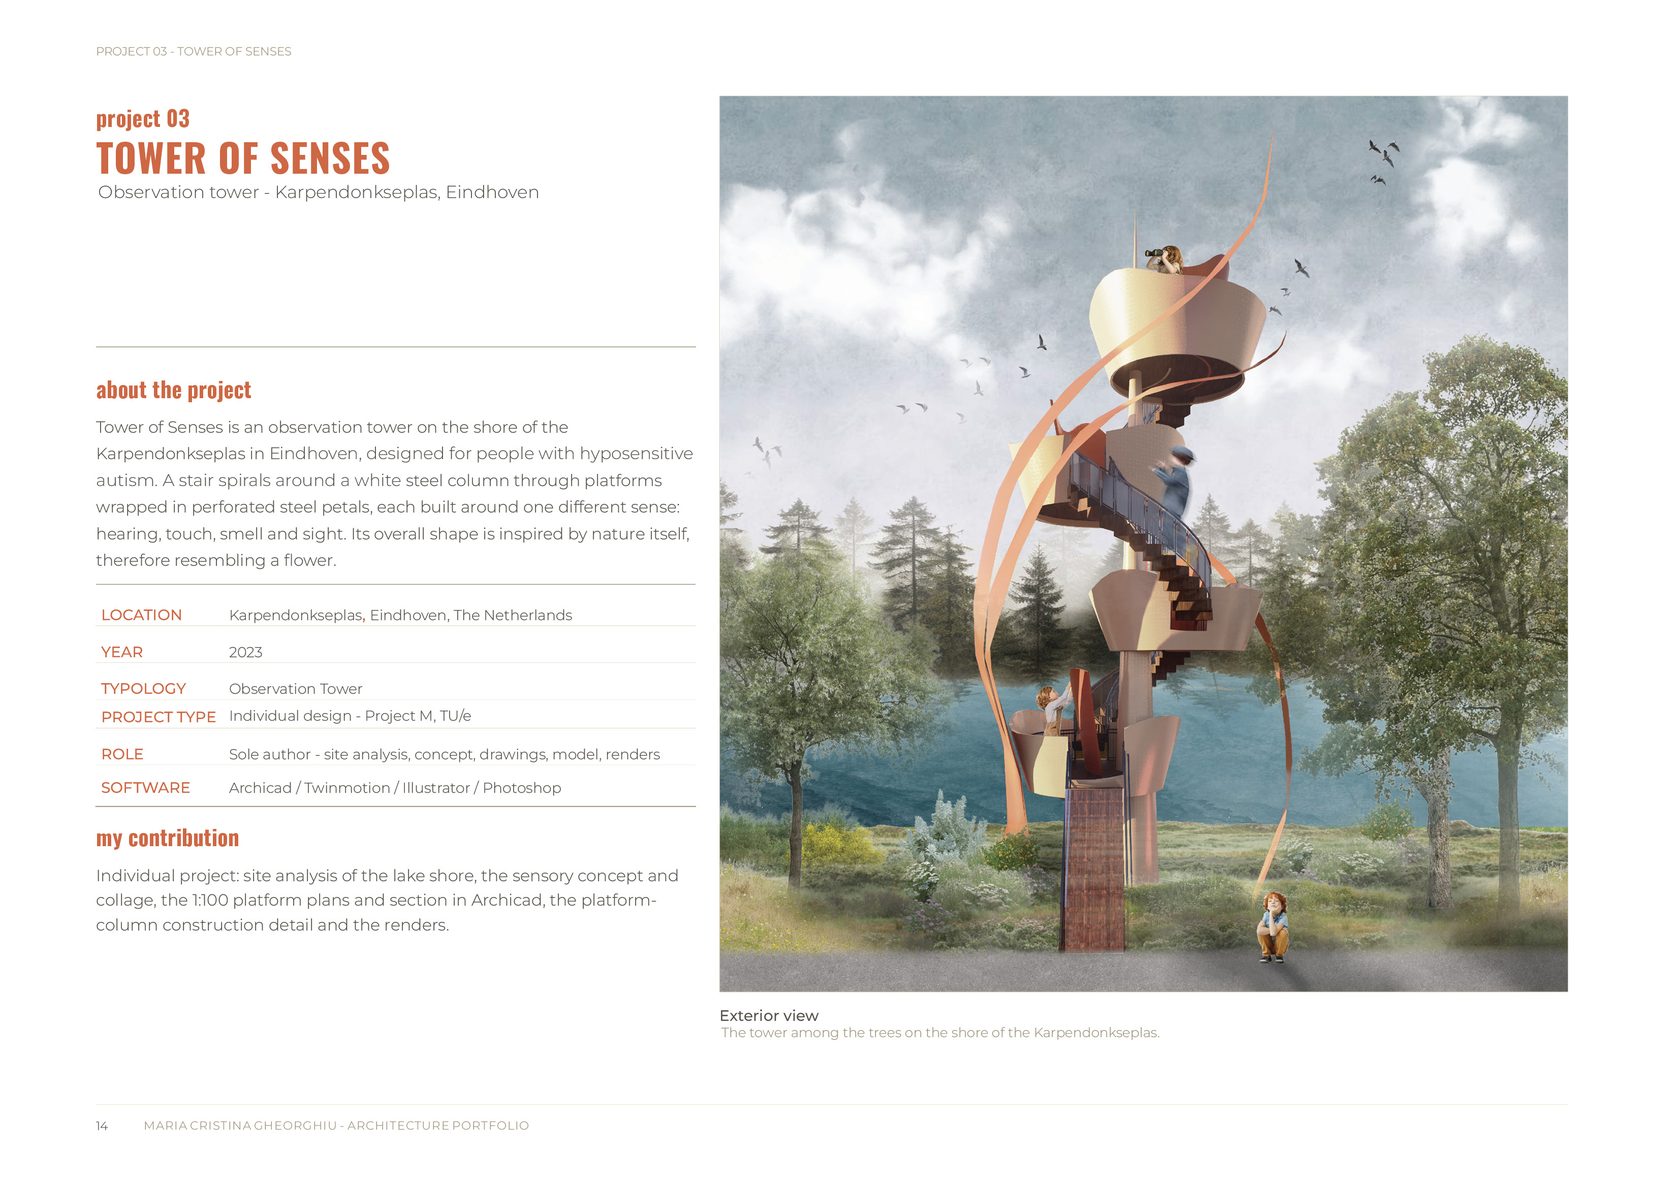 PROJECT 03 - TOWER OF SENSES
project 03
TOWER OF SENSES
Observation tower - Karpendonkseplas, Eindhoven
about the project
Tower of Senses is an observation tower on the shore of the
Karpendonkseplas in Eindhoven, designed for people with hyposensitive
autism. A stair spirals around a white steel column through platforms
wrapped in perforated steel petals, each built around one different sense:
hearing, touch, smell and sight. Its overall shape is inspired by nature itself,
therefore resembling a flower.
LOCATION Karpendonkseplas, Eindhoven, The Netherlands
YEAR 2023
TYPOLOGY Observation Tower
PROJECT TYPE Individual design - Project M, TU/e
ROLE Sole author - site analysis, concept, drawings, model, renders
SOFTWARE Archicad / Twinmotion / Illustrator / Photoshop
my contribution
Individual project: site analysis of the lake shore, the sensory concept and
collage, the 1:100 platform plans and section in Archicad, the platform-
column construction detail and the renders.
Exterior view
The tower among the trees on the shore of the Karpendonkseplas.
14 MARIA CRISTINA GHEORGHIU - ARCHITECTURE PORTFOLIO